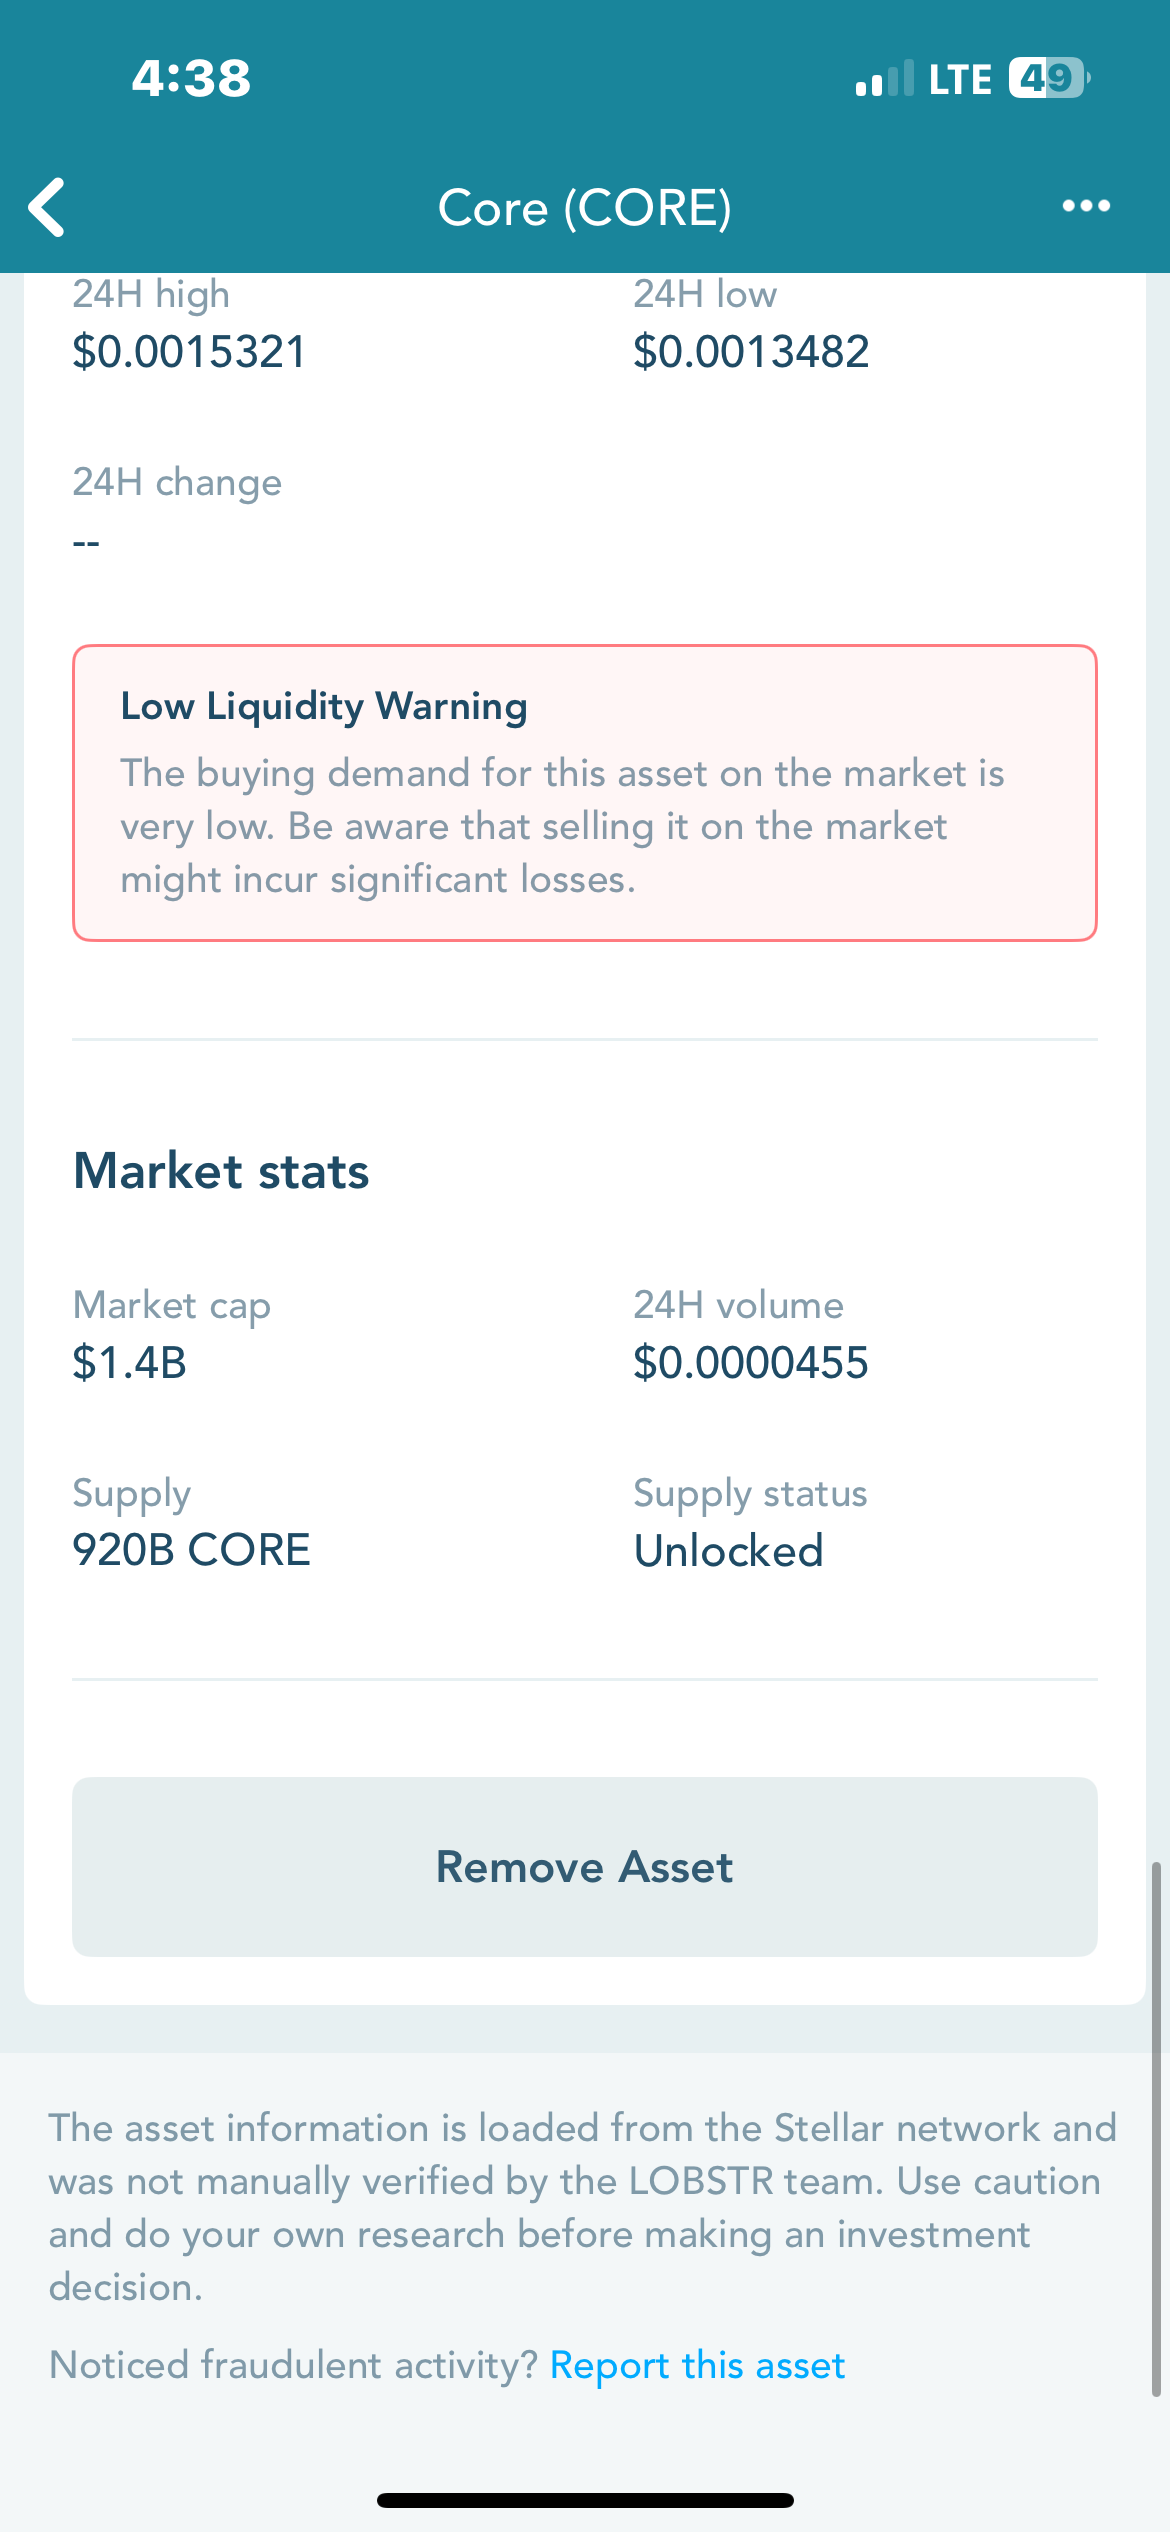 4:38
LTE 49
Core (CORE)
24H high
24H low
$0.0015321
$0.0013482
24H change
--
Low Liquidity Warning
The buying demand for this asset on the market is
very low. Be aware that selling it on the market
might incur significant losses.
Market stats
Market cap
24H volume
$1.4B
$0.0000455
Supply
Supply status
920B CORE
Unlocked
Remove Asset
The asset information is loaded from the Stellar network and
was not manually verified by the LOBSTR team. Use caution
and do your own research before making an investment
decision.
Noticed fraudulent activity? Report this asset